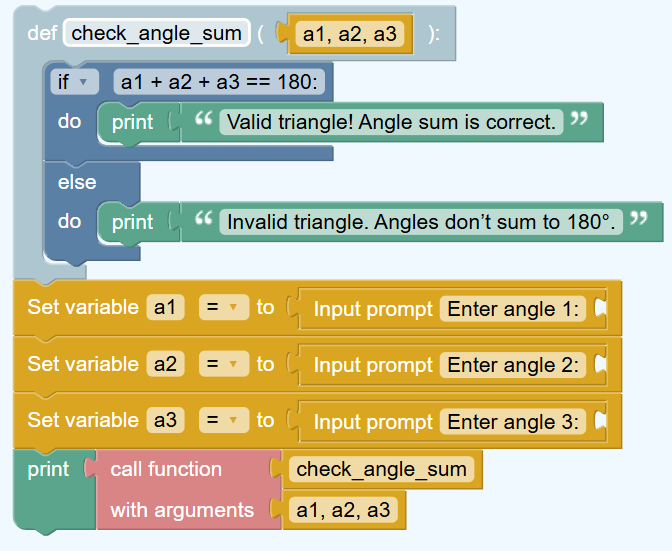 def check_angle_sum ( a1, a2, a3 ):
if ▾ a1 + a2 + a3 == 180:
do print “ Valid triangle! Angle sum is correct. ”
else
do print “ Invalid triangle. Angles don’t sum to 180°. ”
Set variable a1 = ▾ to Input prompt Enter angle 1:
Set variable a2 = ▾ to Input prompt Enter angle 2:
Set variable a3 = ▾ to Input prompt Enter angle 3:
print call function check_angle_sum
with arguments a1, a2, a3